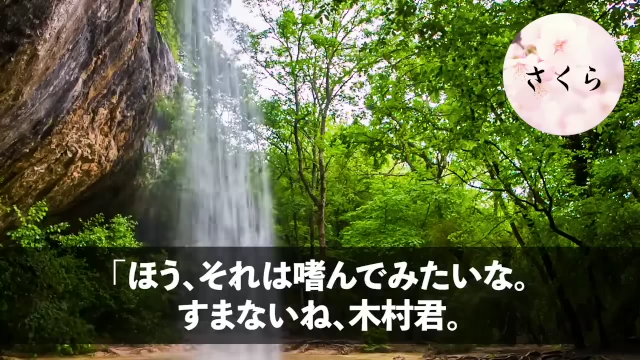 さくら
「ほう、それは嗜んでみたいな。
すまないね、木村君。